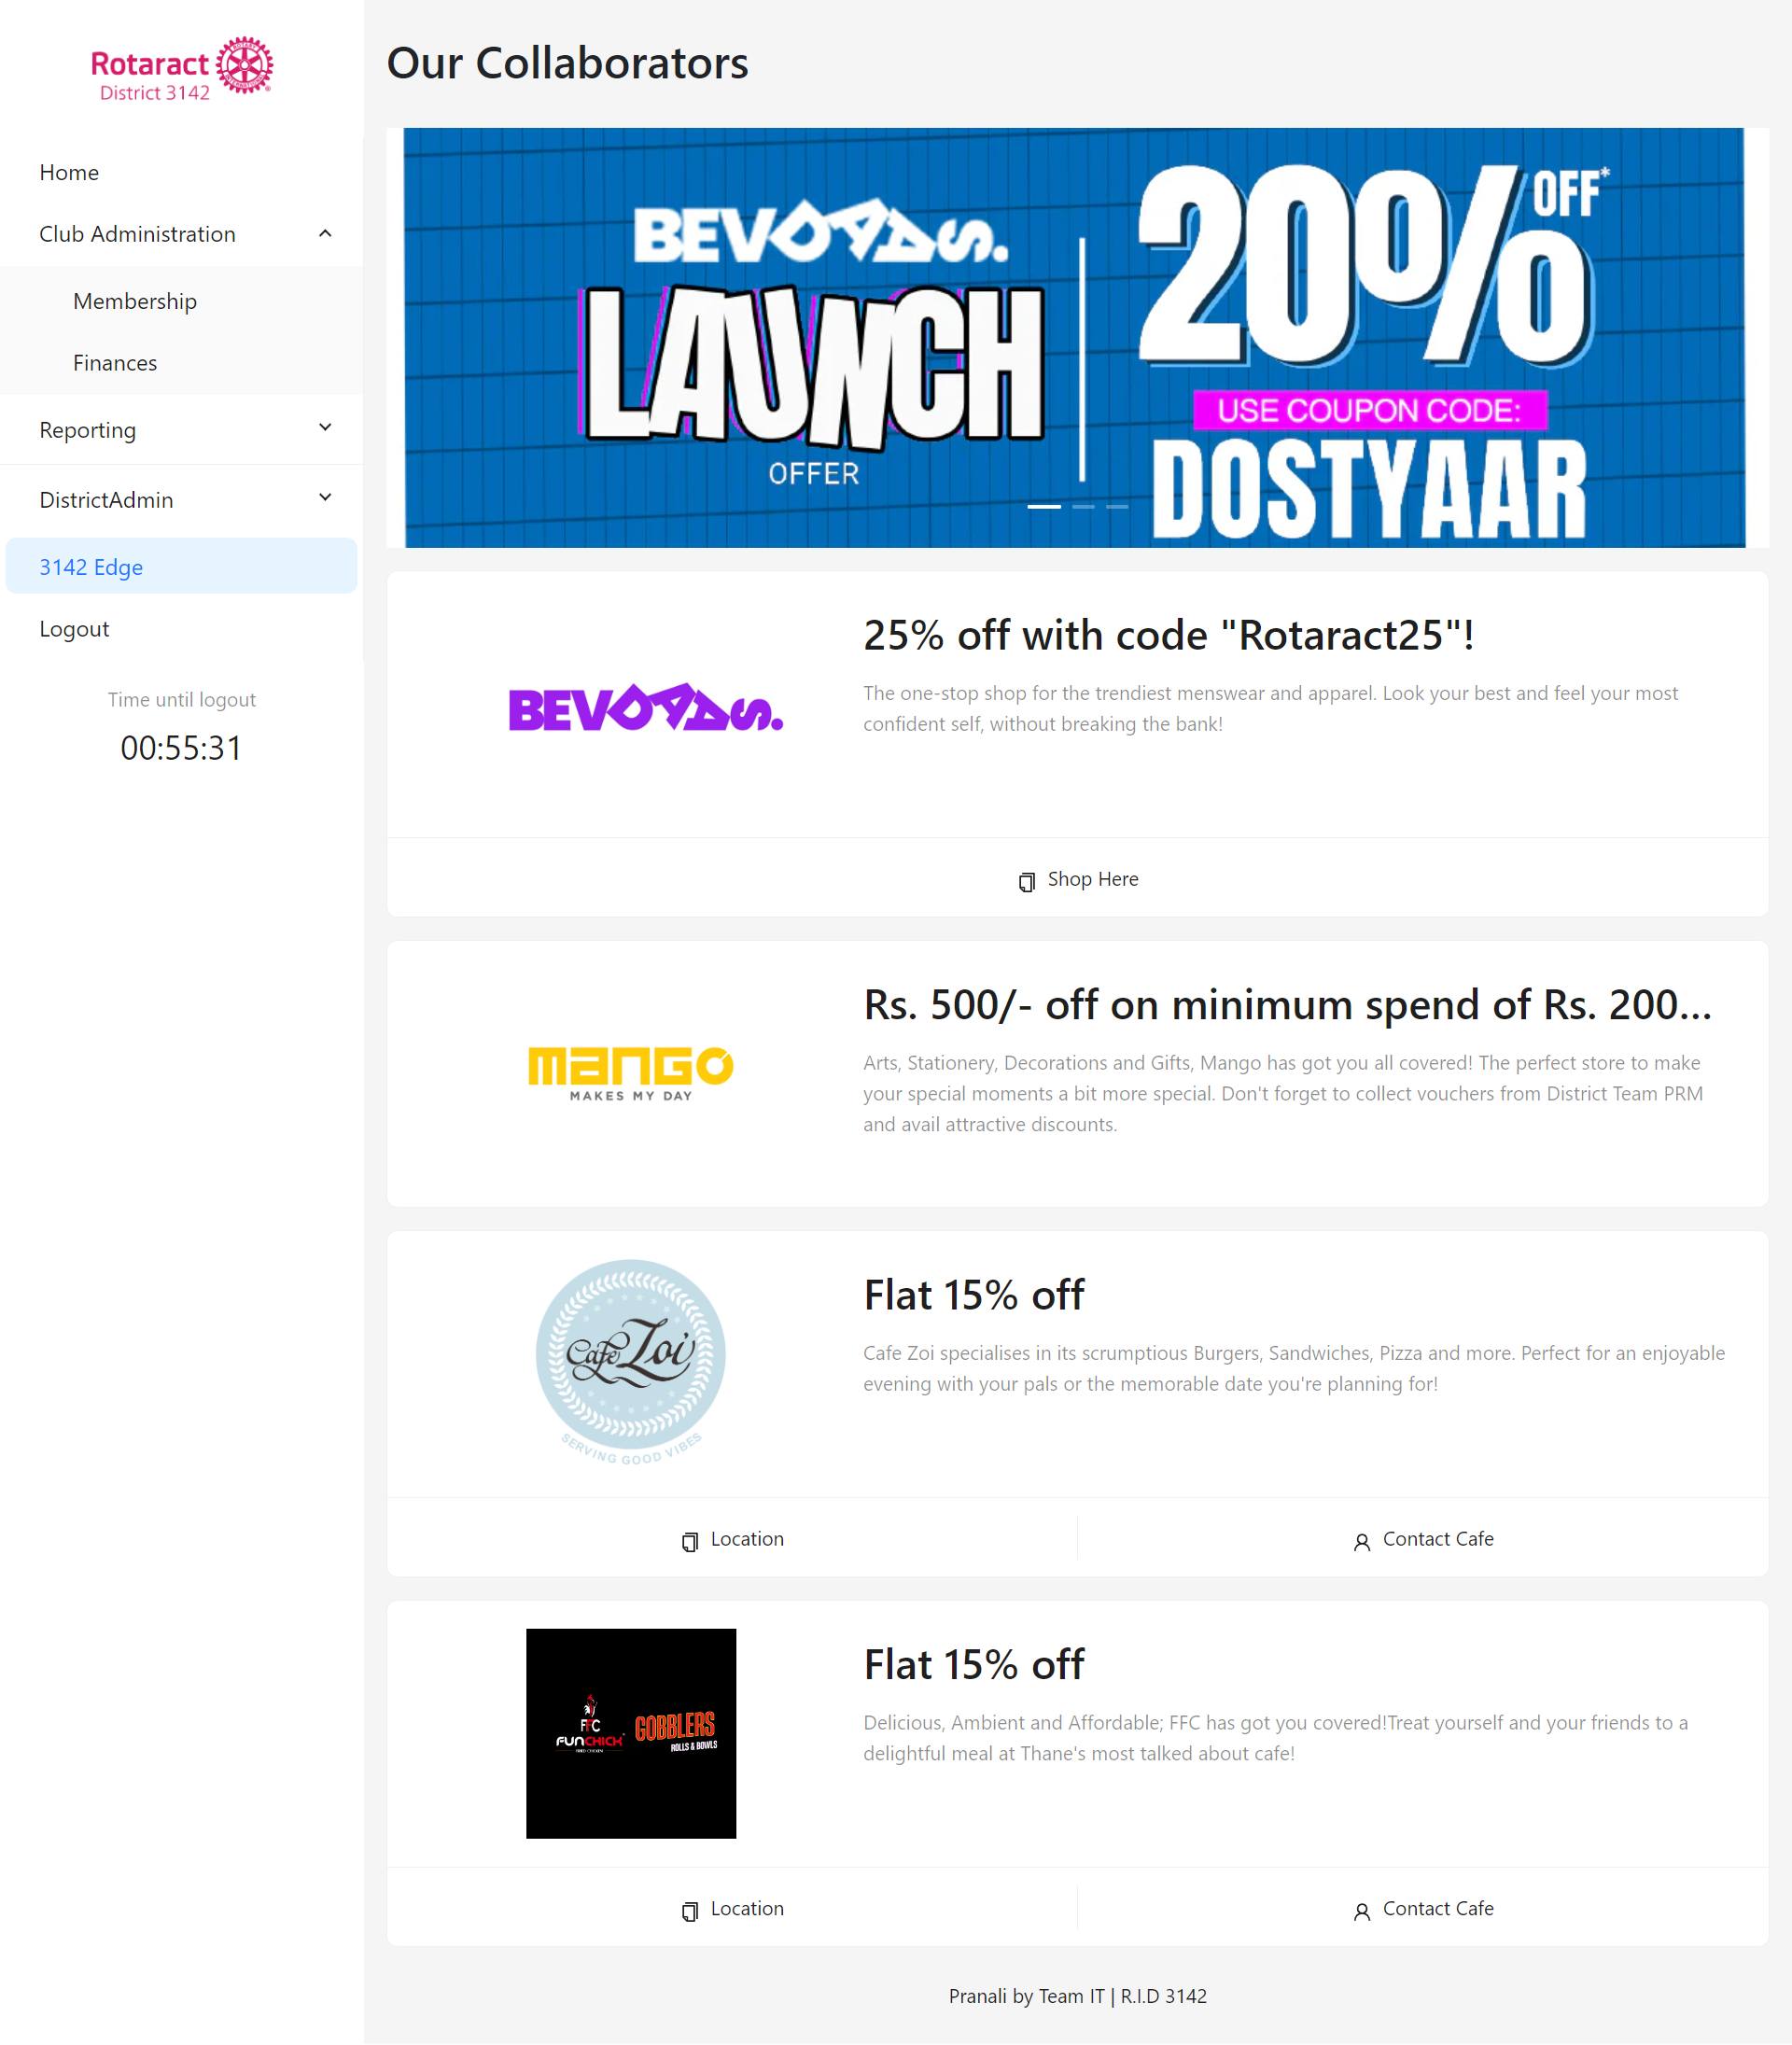 Rotaract
District 3142
Home
Club Administration
Membership
Finances
Reporting
DistrictAdmin
3142 Edge
Logout
Time until logout
00:55:31
Our Collaborators
BEVDAAS.
LAUNCH
OFFER
20% OFF*
USE COUPON CODE:
DOSTYAAR
BEVDAAS.
25% off with code "Rotaract25"!
The one-stop shop for the trendiest menswear and apparel. Look your best and feel your most
confident self, without breaking the bank!
Shop Here
MANGO
MAKES MY DAY
Rs. 500/- off on minimum spend of Rs. 200...
Arts, Stationery, Decorations and Gifts, Mango has got you all covered! The perfect store to make
your special moments a bit more special. Don't forget to collect vouchers from District Team PRM
and avail attractive discounts.
Cafe Zoi
SERVING GOOD VIBES
Flat 15% off
Cafe Zoi specialises in its scrumptious Burgers, Sandwiches, Pizza and more. Perfect for an enjoyable
evening with your pals or the memorable date you're planning for!
Location
Contact Cafe
FFC
FUNCHICK
FRIED CHICKEN
GOBBLERS
ROLLS & BOWLS
Flat 15% off
Delicious, Ambient and Affordable; FFC has got you covered!Treat yourself and your friends to a
delightful meal at Thane's most talked about cafe!
Location
Contact Cafe
Pranali by Team IT | R.I.D 3142